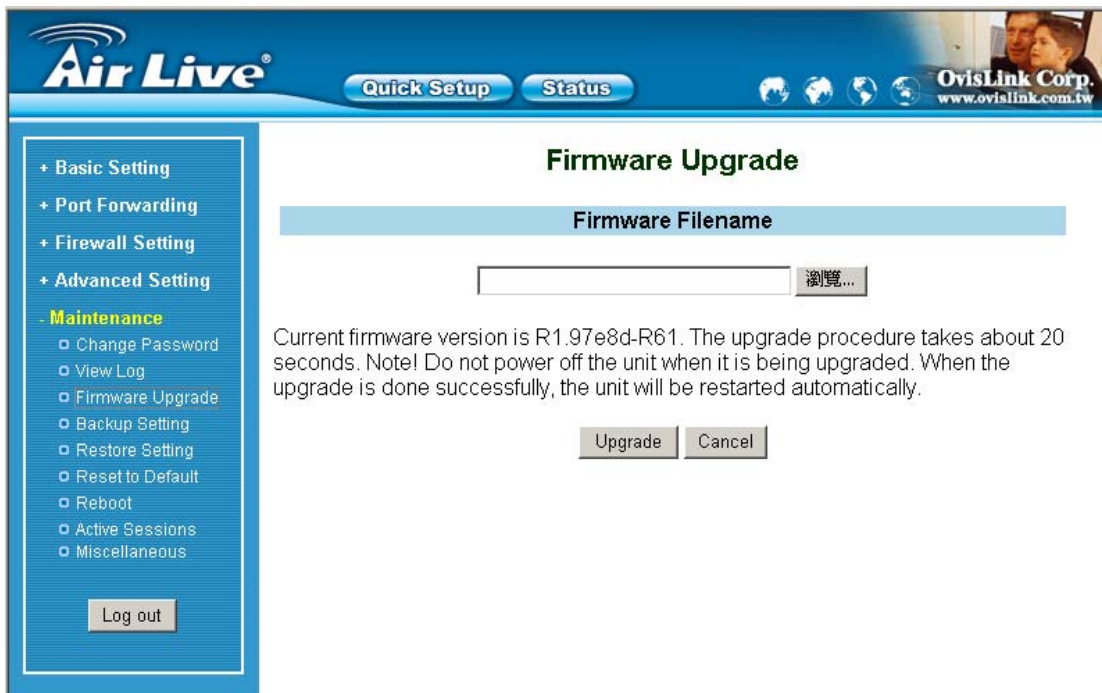 Air Live®
Quick Setup
Status
OvisLink Corp.
www.ovislink.com.tw
+ Basic Setting
+ Port Forwarding
+ Firewall Setting
+ Advanced Setting
- Maintenance
Change Password
View Log
Firmware Upgrade
Backup Setting
Restore Setting
Reset to Default
Reboot
Active Sessions
Miscellaneous
Log out
Firmware Upgrade
Firmware Filename
瀏覽...
Current firmware version is R1.97e8d-R61. The upgrade procedure takes about 20
seconds. Note! Do not power off the unit when it is being upgraded. When the
upgrade is done successfully, the unit will be restarted automatically.
Upgrade
Cancel